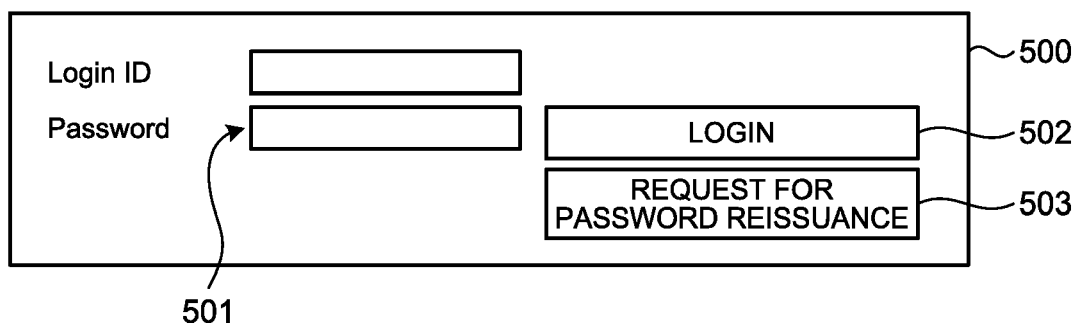 Login ID
500
Password
LOGIN
502
REQUEST FOR
PASSWORD REISSUANCE
503
501